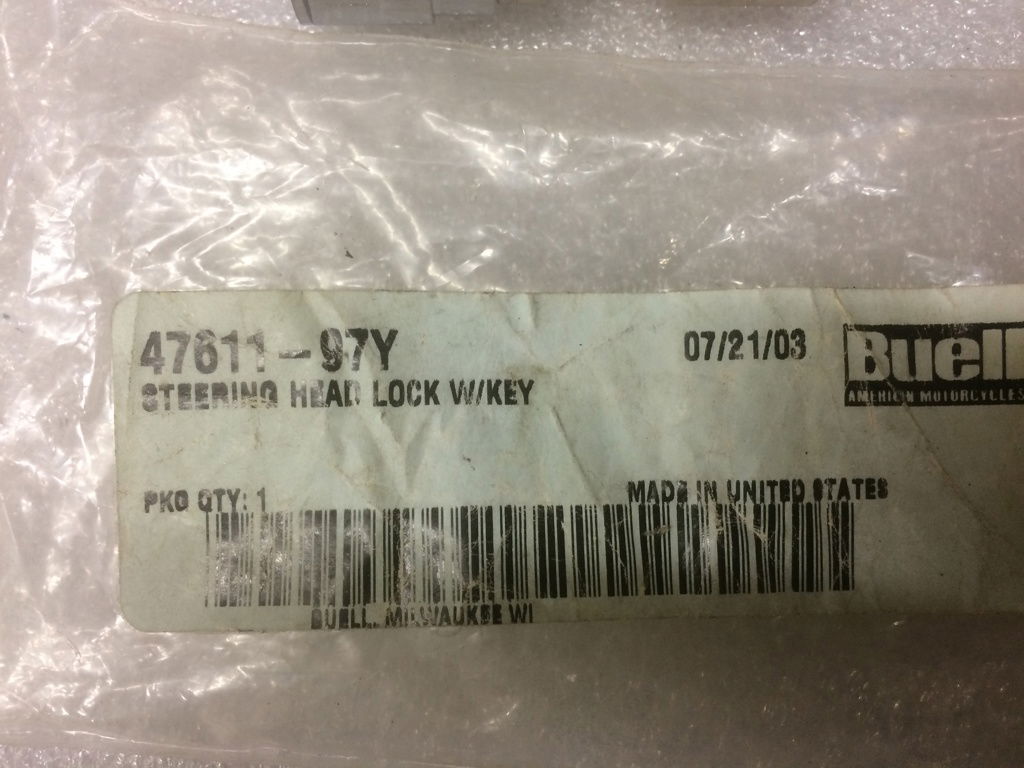 47611-97Y
07/21/03
Buell
AMERICAN MOTORCYCLES
STEERING HEAD LOCK W/KEY
PKG QTY: 1
MADE IN UNITED STATES
BUELL, MILWAUKEE WI